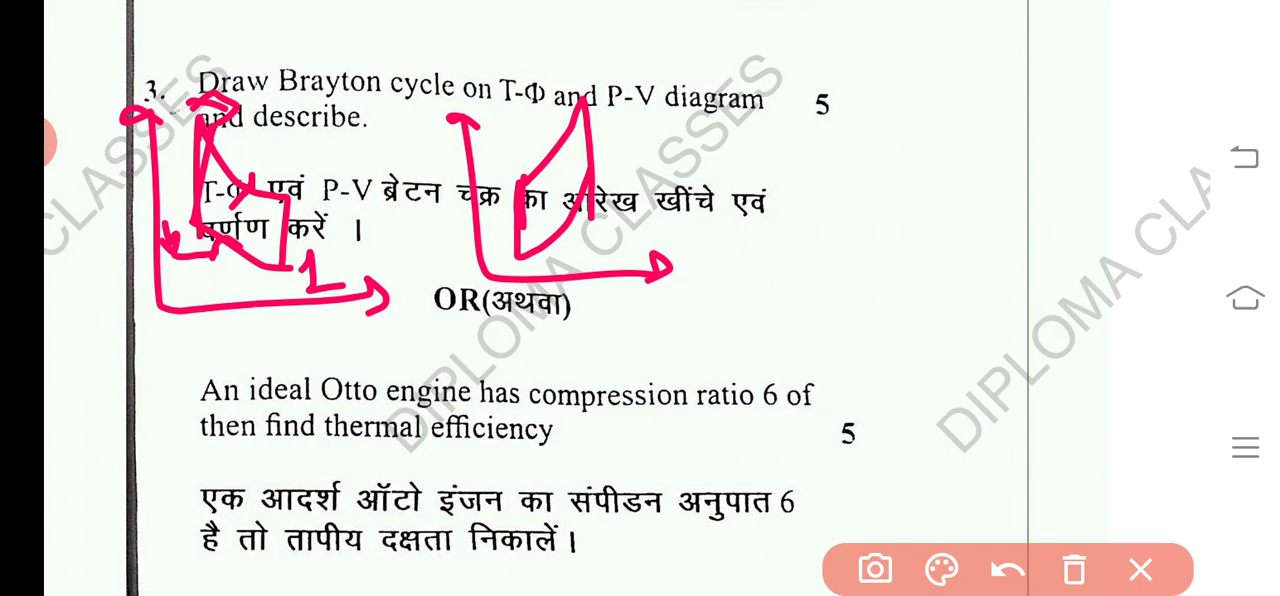 3. Draw Brayton cycle on T-Φ and P-V diagram 5
and describe.
T-Φ एवं P-V ब्रेटन चक्र का आरेख खींचे एवं
वर्णण करें ।
1
OR(अथवा)
An ideal Otto engine has compression ratio 6 of
then find thermal efficiency 5
एक आदर्श ऑटो इंजन का संपीडन अनुपात 6
है तो तापीय दक्षता निकालें ।
CLASSES
DIPLOMA CLASSES
DIPLOMA CLA